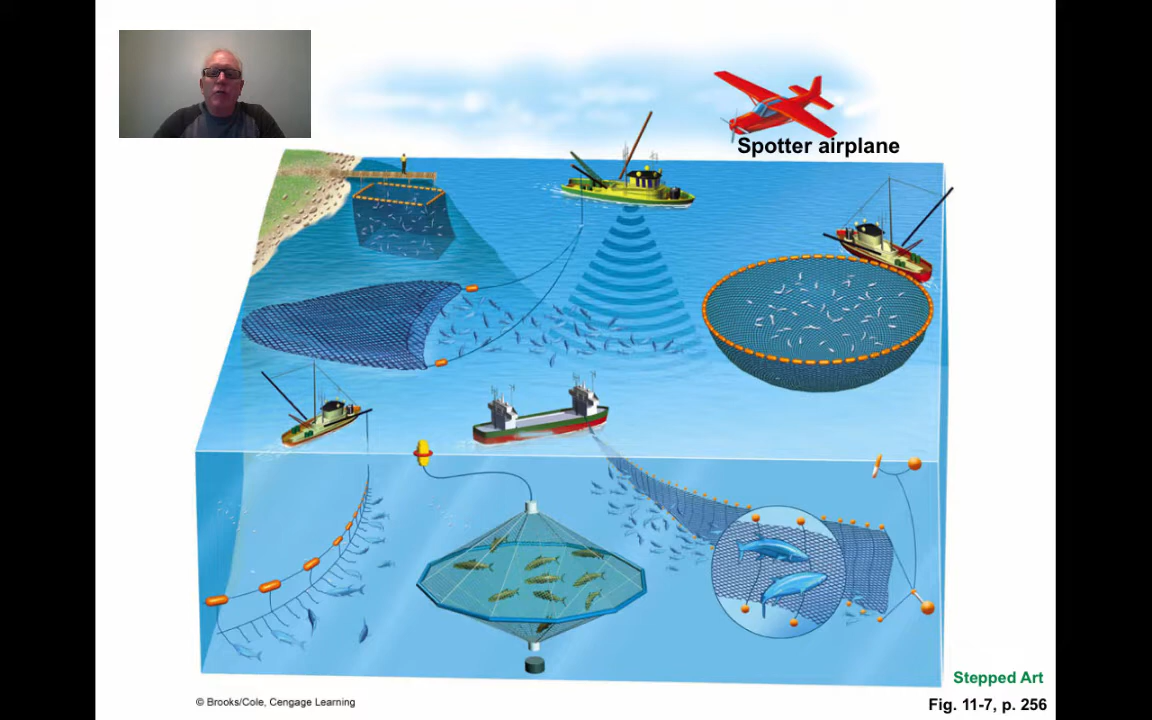 Spotter airplane
Stepped Art
© Brooks/Cole, Cengage Learning
Fig. 11-7, p. 256